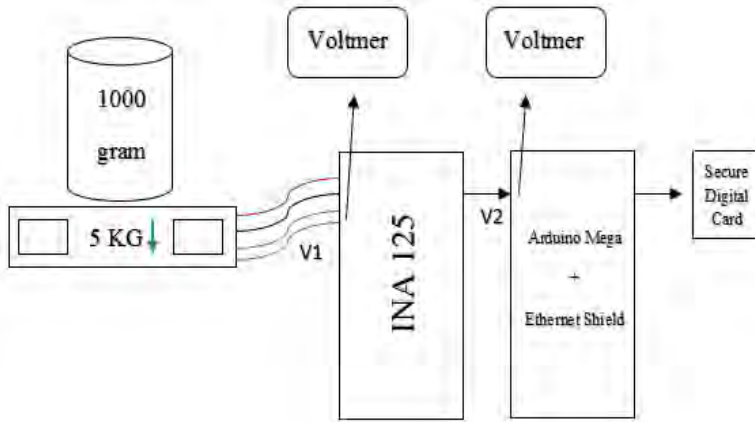 Voltmer
Voltmer
1000
gram
5 KG
V1
INA 125
V2
Arduino Mega
+
Ethernet Shield
Secure
Digital
Card